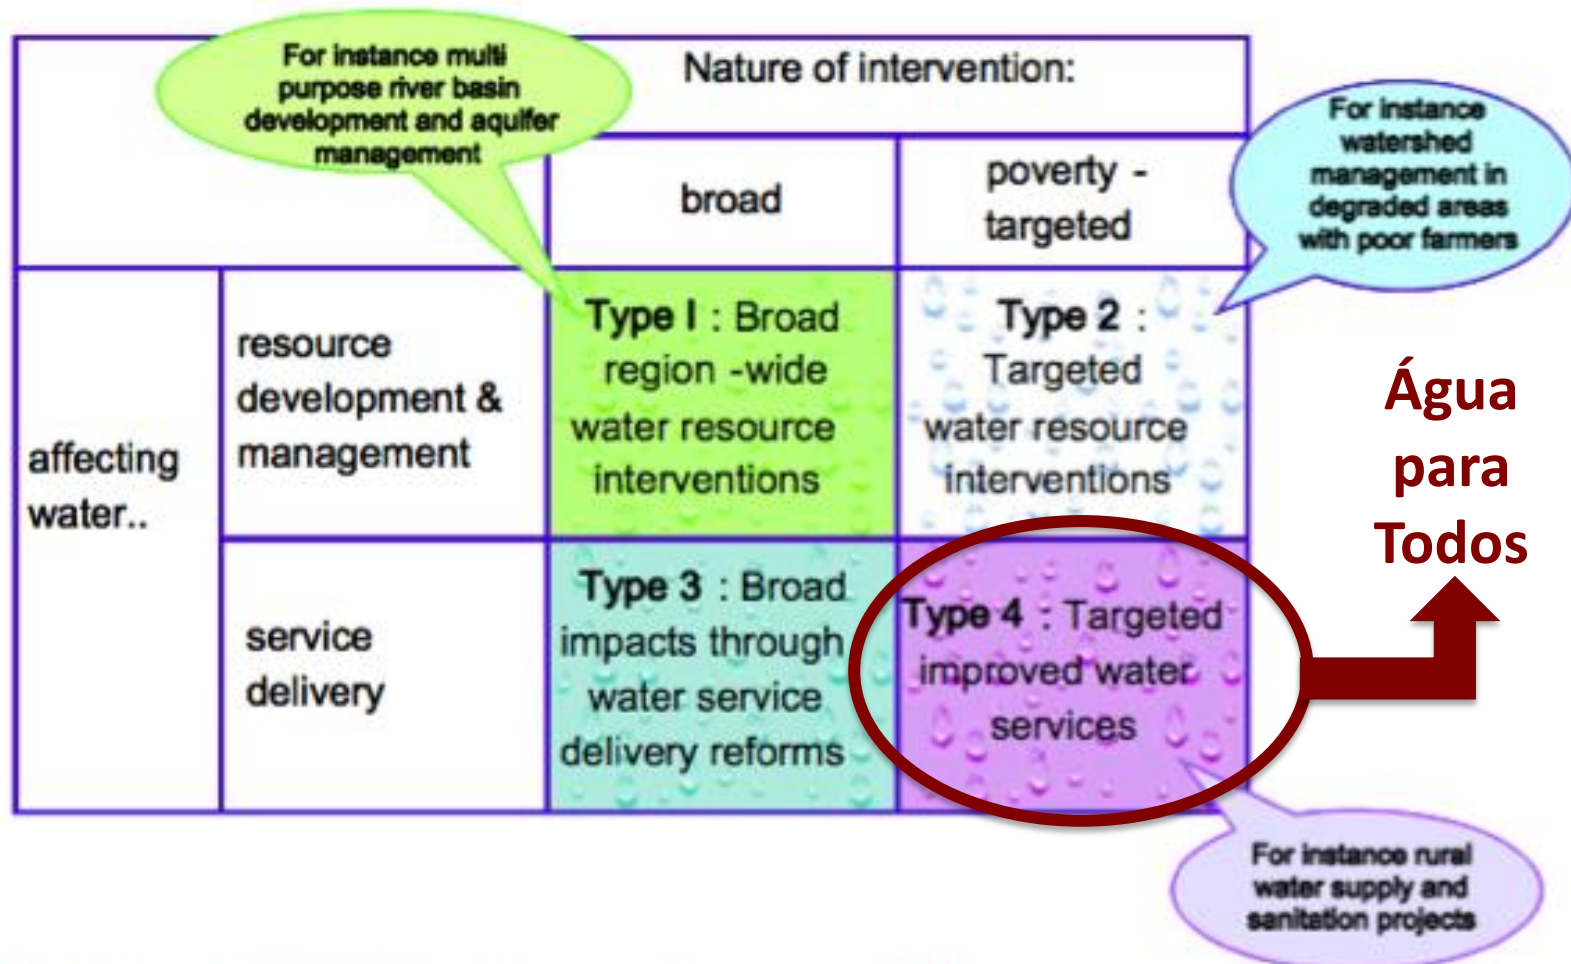 For instance multi
purpose river basin
development and aquifer
management
Nature of intervention:
For instance
watershed
management in
degraded areas
with poor farmers
broad
poverty -
targeted
affecting
water..
resource
development &
management
Type I : Broad
region -wide
water resource
interventions
Type 2 :
Targeted
water resource
interventions
Água
para
Todos
service
delivery
Type 3 : Broad
impacts through
water service
delivery reforms
Type 4 : Targeted
improved water
services
For instance rural
water supply and
sanitation projects